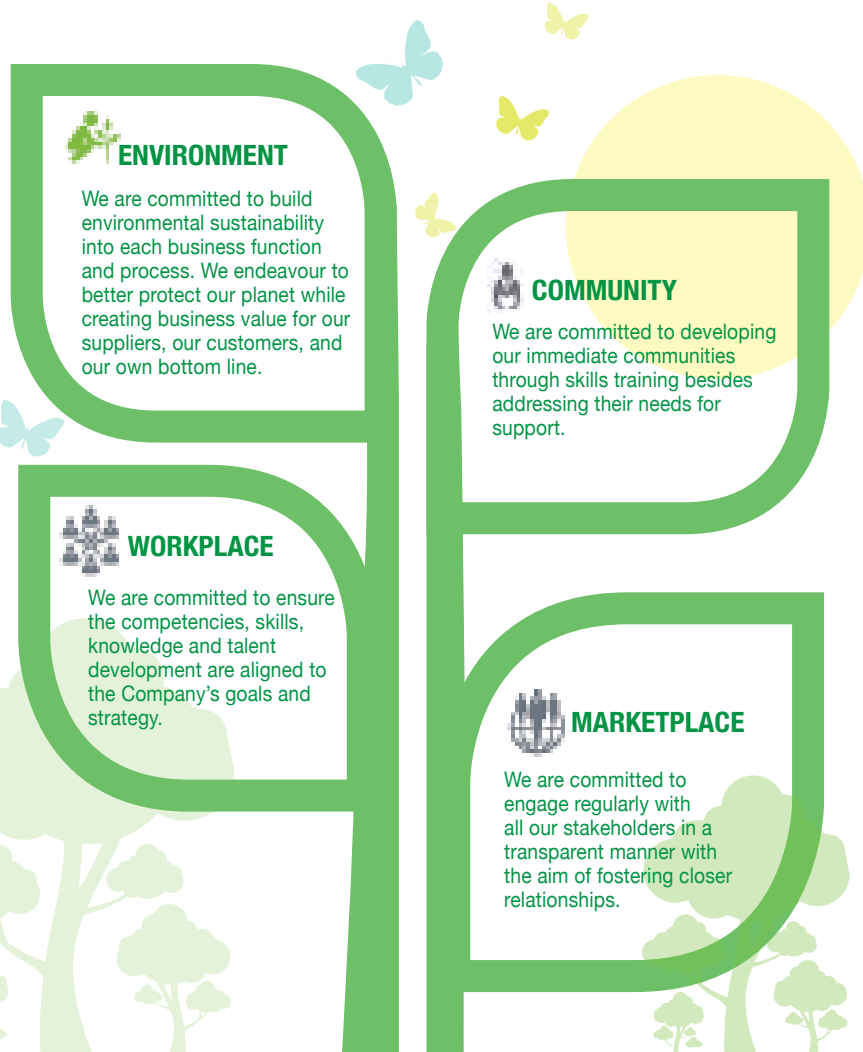 ENVIRONMENT
We are committed to build
environmental sustainability
into each business function
and process. We endeavour to
better protect our planet while
creating business value for our
suppliers, our customers, and
our own bottom line.
COMMUNITY
We are committed to developing
our immediate communities
through skills training besides
addressing their needs for
support.
WORKPLACE
We are committed to ensure
the competencies, skills,
knowledge and talent
development are aligned to
the Company’s goals and
strategy.
MARKETPLACE
We are committed to
engage regularly with
all our stakeholders in a
transparent manner with
the aim of fostering closer
relationships.